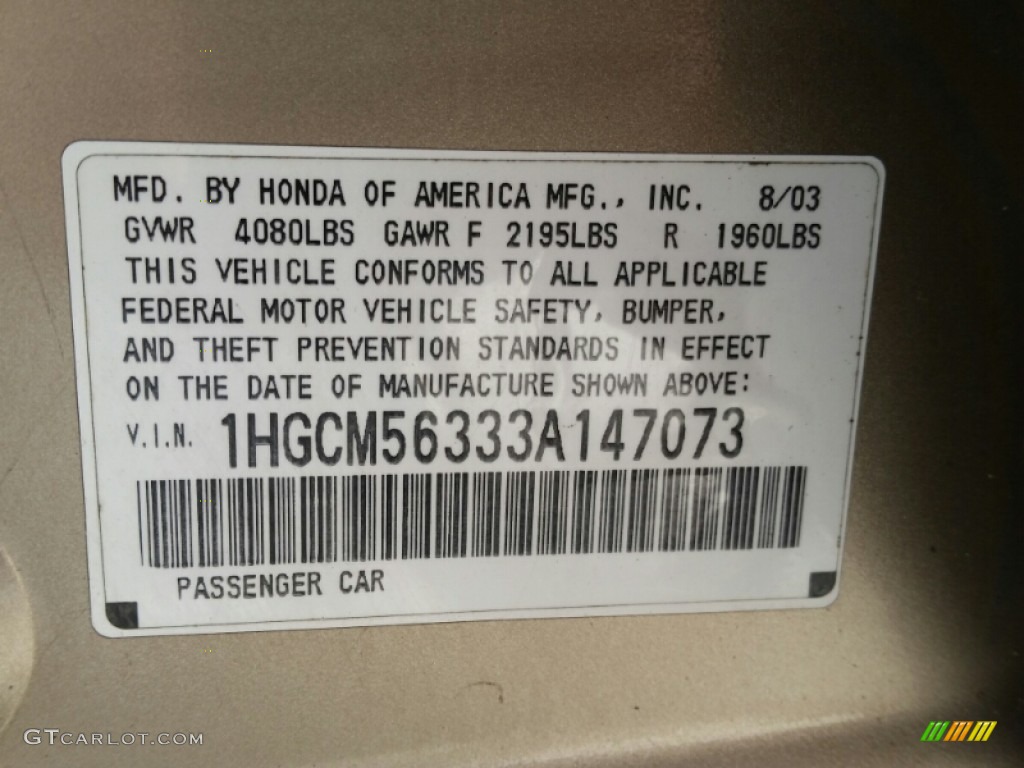 MFD. BY HONDA OF AMERICA MFG., INC. 8/03
GVWR 4080LBS GAWR F 2195LBS R 1960LBS
THIS VEHICLE CONFORMS TO ALL APPLICABLE
FEDERAL MOTOR VEHICLE SAFETY, BUMPER,
AND THEFT PREVENTION STANDARDS IN EFFECT
ON THE DATE OF MANUFACTURE SHOWN ABOVE:
V.I.N. 1HGCM56333A147073
PASSENGER CAR
GTCARLOT.COM